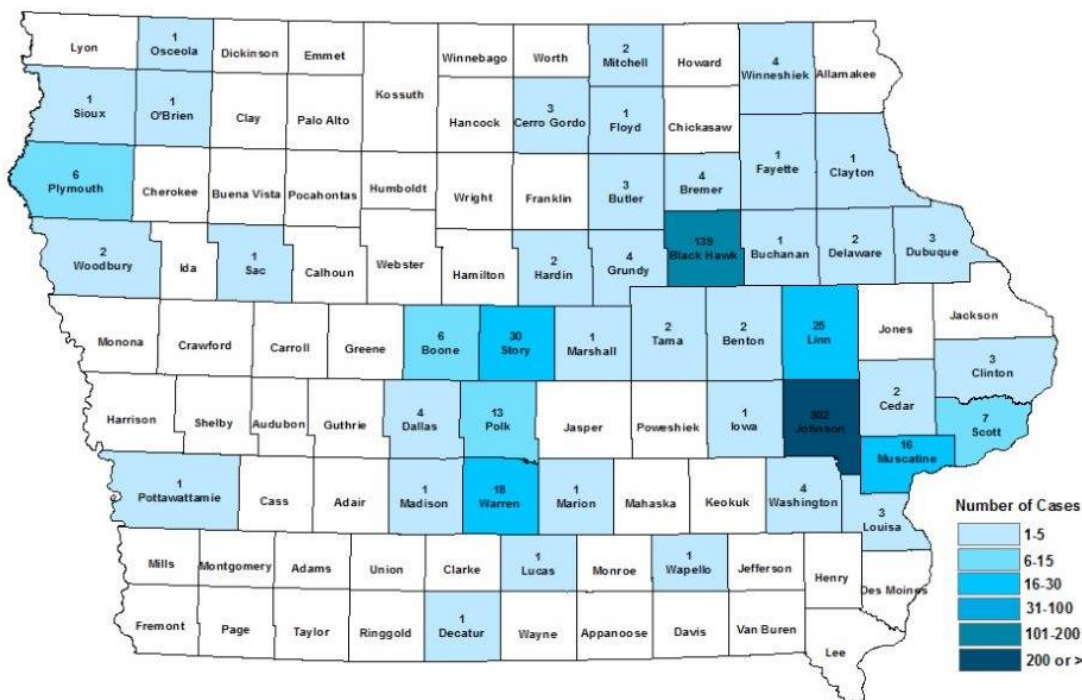 Lyon
1
Osceola
Dickinson
Emmet
Winnebago
Worth
2
Mitchell
Howard
4
Winneshiek
Allamakee
1
Sioux
1
O'Brien
Clay
Palo Alto
Kossuth
Hancock
3
Cerro Gordo
1
Floyd
Chickasaw
1
Fayette
1
Clayton
6
Plymouth
Cherokee
Buena Vista
Pocahontas
Humboldt
Wright
Franklin
3
Butler
4
Bremer
2
Woodbury
Ida
1
Sac
Calhoun
Webster
Hamilton
2
Hardin
4
Grundy
139
Black Hawk
1
Buchanan
2
Delaware
3
Dubuque
Monona
Crawford
Carroll
Greene
6
Boone
30
Story
1
Marshall
2
Tama
2
Benton
25
Linn
Jones
Jackson
3
Clinton
Harrison
Shelby
Audubon
Guthrie
4
Dallas
13
Polk
Jasper
Poweshiek
1
Iowa
302
Johnson
2
Cedar
7
Scott
16
Muscatine
1
Pottawattamie
Cass
Adair
1
Madison
18
Warren
1
Marion
Mahaska
Keokuk
4
Washington
3
Louisa
Mills
Montgomery
Adams
Union
Clarke
1
Lucas
Monroe
1
Wapello
Jefferson
Henry
Des Moines
Fremont
Page
Taylor
Ringgold
1
Decatur
Wayne
Appanoose
Davis
Van Buren
Lee
Number of Cases
1-5
6-15
16-30
31-100
101-200
200 or >